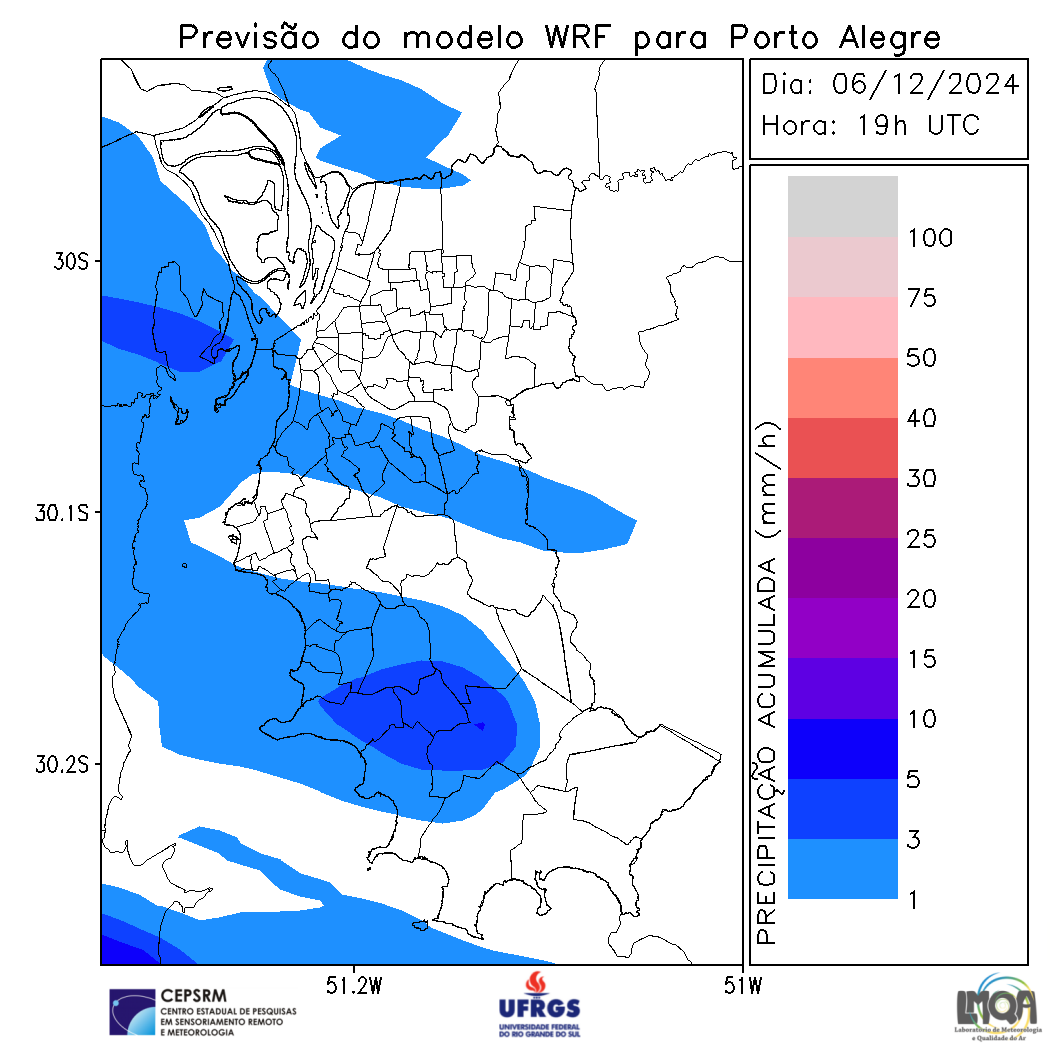 Previsão do modelo WRF para Porto Alegre
Dia: 06/12/2024
Hora: 19h UTC
30S
30.1S
30.2S
51.2W
51W
PRECIPITAÇÃO ACUMULADA (mm/h)
100
75
50
40
30
25
20
15
10
5
3
1
CEPSRM
CENTRO ESTADUAL DE PESQUISAS
EM SENSORIAMENTO REMOTO
E METEOROLOGIA
UFRGS
UNIVERSIDADE FEDERAL
DO RIO GRANDE DO SUL
LMQA
Laboratório de Meteorologia
e Qualidade do Ar